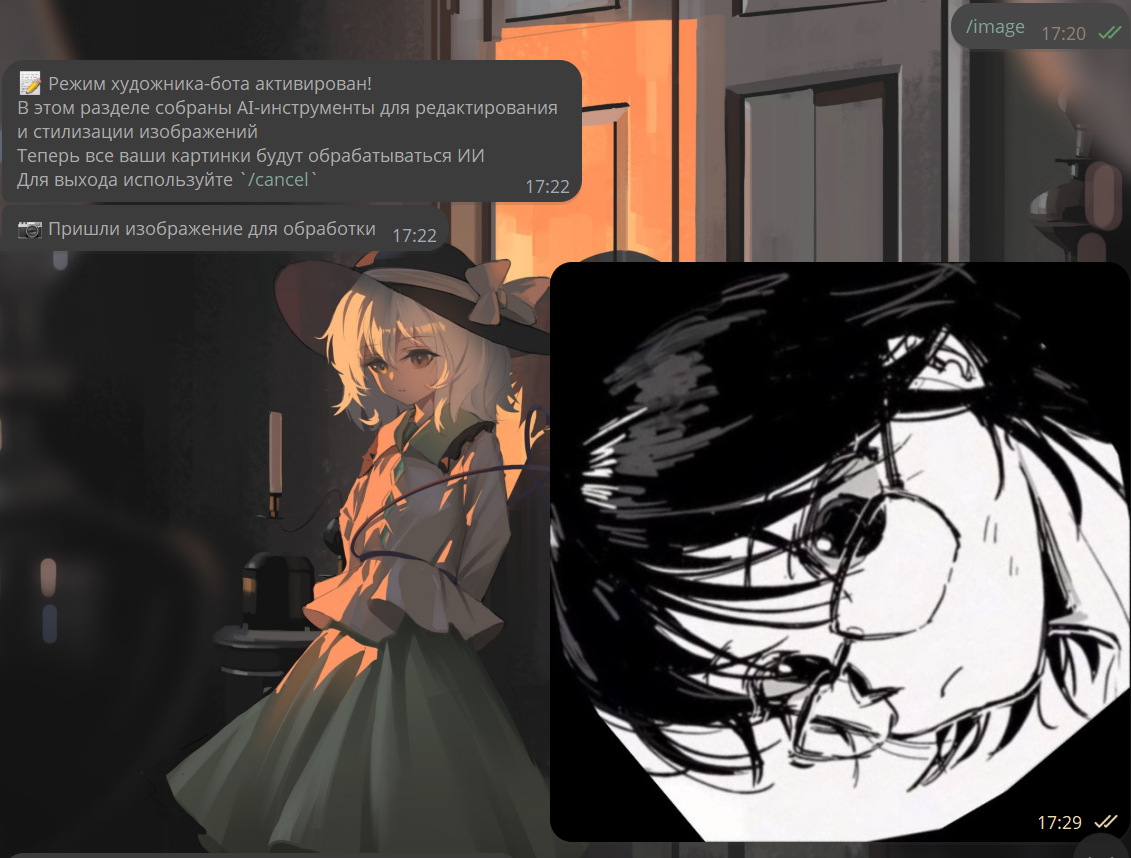 /image 17:20
📝 Режим художника-бота активирован!
В этом разделе собраны AI-инструменты для редактирования
и стилизации изображений
Теперь все ваши картинки будут обрабатываться ИИ
Для выхода используйте `/cancel`
17:22
📷 Пришли изображение для обработки 17:22
17:29